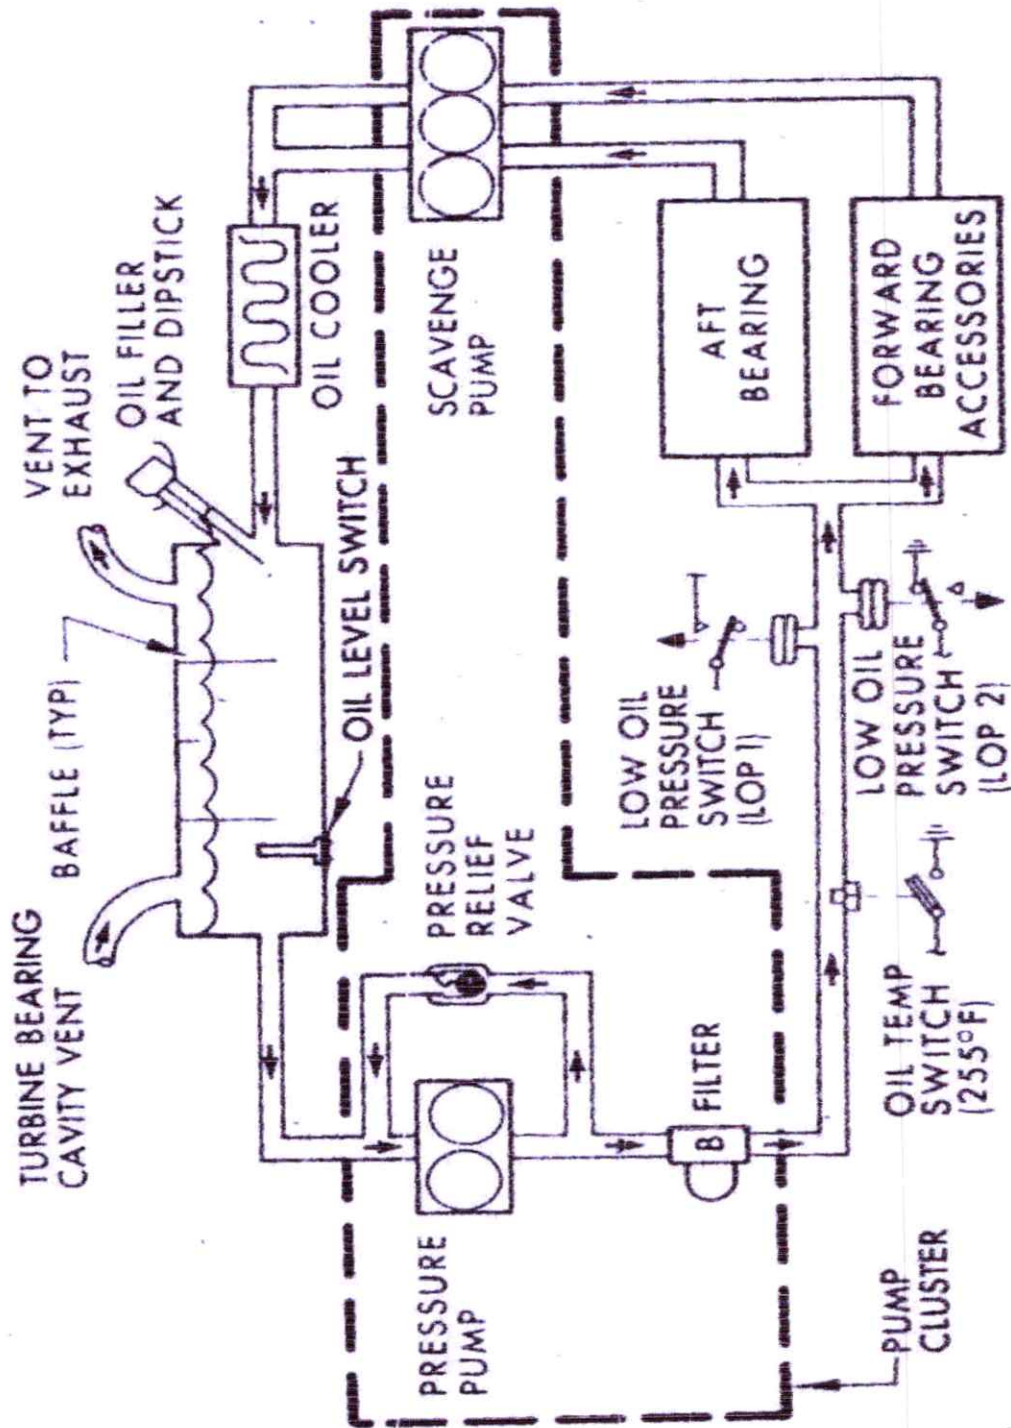 TURBINE BEARING
CAVITY VENT
BAFFLE (TYP)
VENT TO
EXHAUST
OIL FILLER
AND DIPSTICK
OIL COOLER
OIL LEVEL SWITCH
PRESSURE
PUMP
PRESSURE
RELIEF
VALVE
SCAVENGE
PUMP
FILTER
B
LOW OIL
PRESSURE
SWITCH
(LOP 1)
AFT
BEARING
PUMP
CLUSTER
OIL TEMP
SWITCH
(255°F)
LOW OIL
PRESSURE
SWITCH
(LOP 2)
FORWARD
BEARING
ACCESSORIES